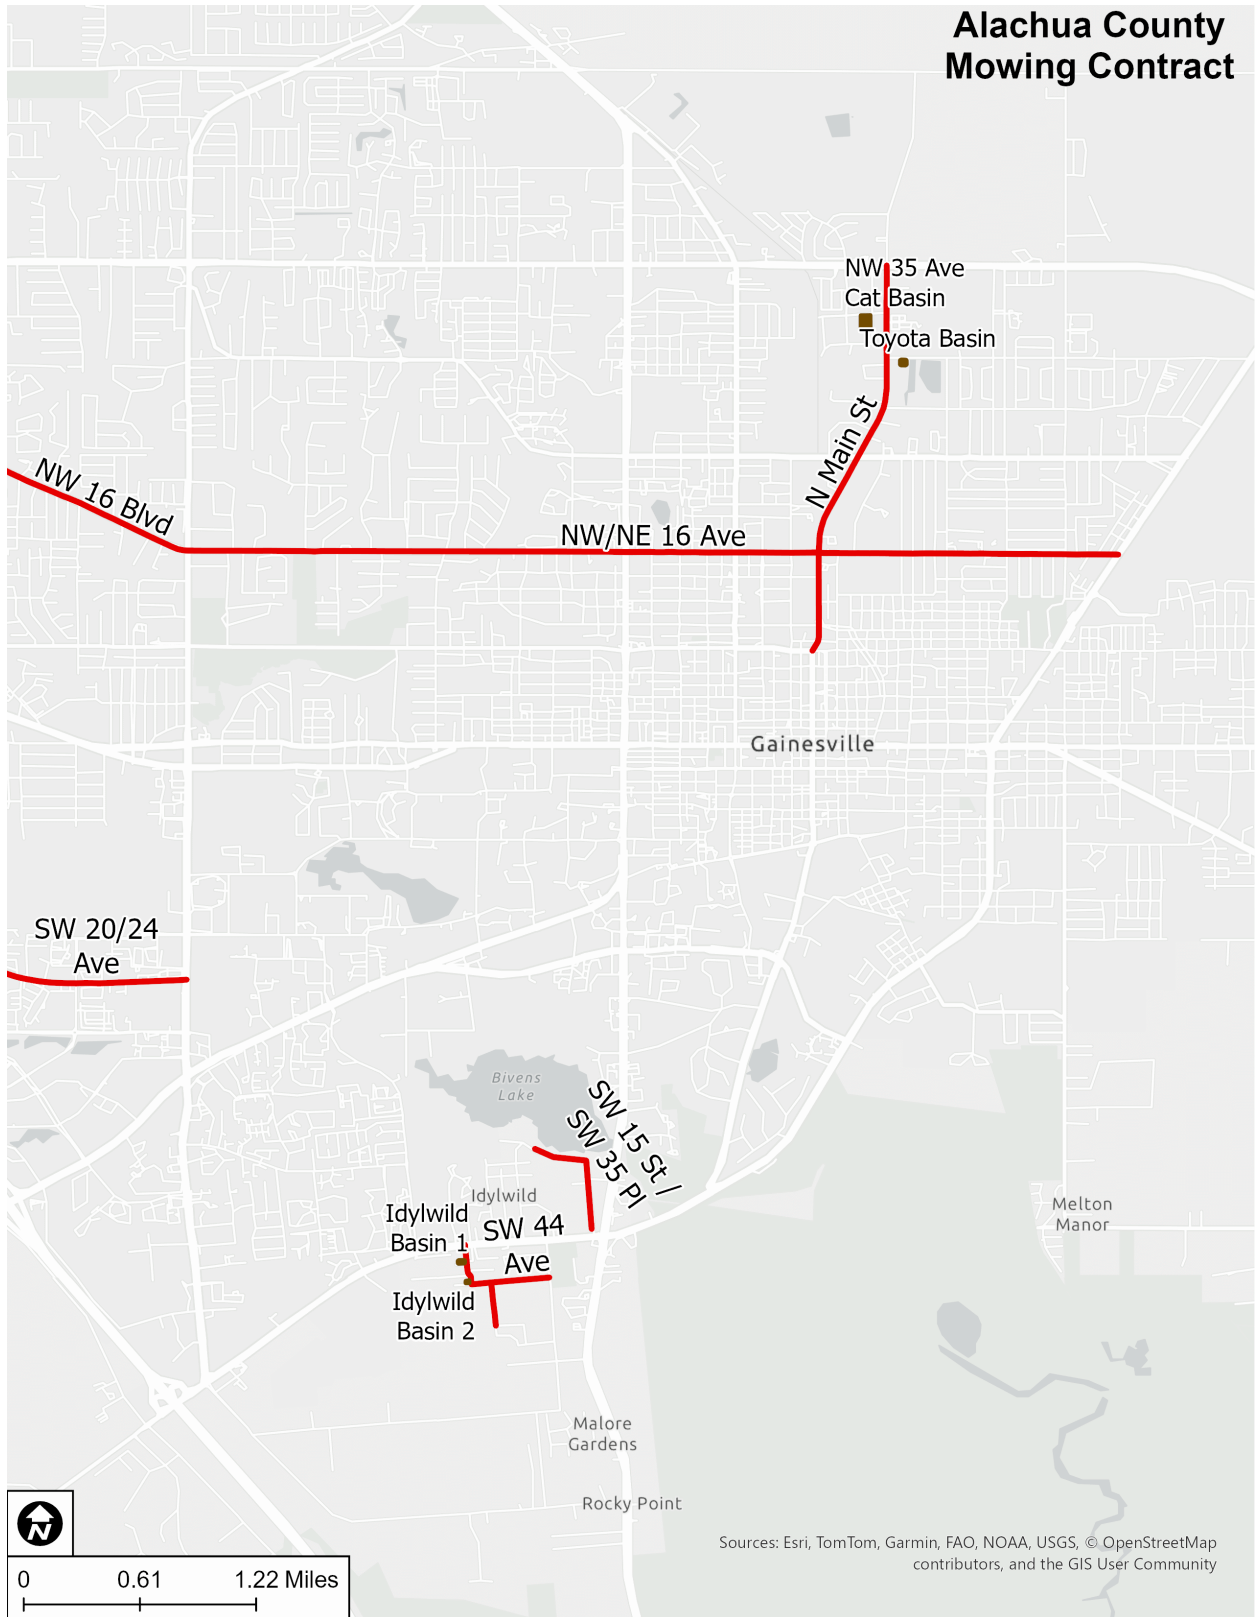 Alachua County
Mowing Contract
NW 35 Ave
Cat Basin
Toyota Basin
N Main St
NW 16 Blvd
NW/NE 16 Ave
Gainesville
SW 20/24
Ave
Bivens
Lake
SW 15 St /
SW 35 Pl
Idylwild
Idylwild
Basin 1
SW 44
Ave
Idylwild
Basin 2
Melton
Manor
Malore
Gardens
Rocky Point
N
0 0.61 1.22 Miles
Sources: Esri, TomTom, Garmin, FAO, NOAA, USGS, © OpenStreetMap
contributors, and the GIS User Community